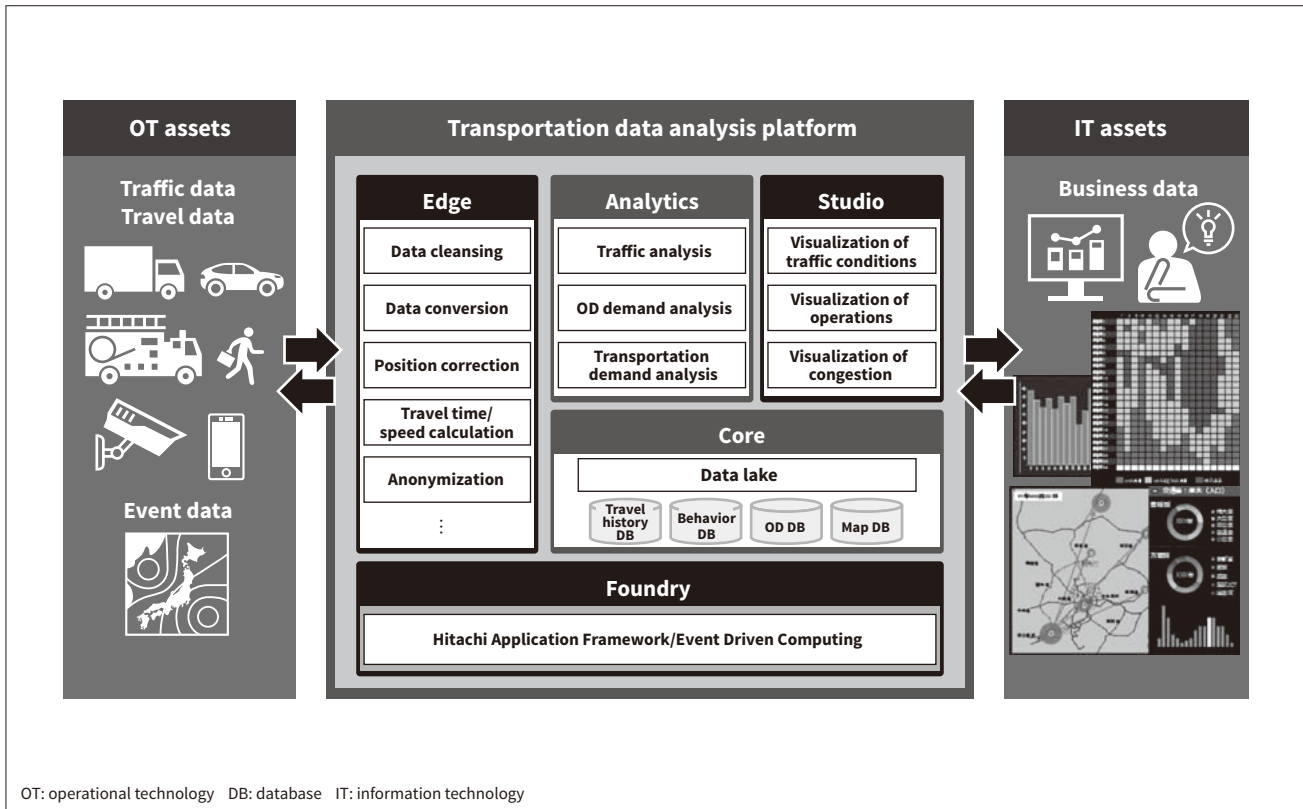 OT assets
Traffic data
Travel data
Event data
Transportation data analysis platform
Edge
Data cleansing
Data conversion
Position correction
Travel time/
speed calculation
Anonymization
⋮
Analytics
Traffic analysis
OD demand analysis
Transportation
demand analysis
Studio
Visualization of
traffic conditions
Visualization of
operations
Visualization of
congestion
Core
Data lake
Travel
history
DB
Behavior
DB
OD DB
Map DB
Foundry
Hitachi Application Framework/Event Driven Computing
IT assets
Business data
OT: operational technology DB: database IT: information technology